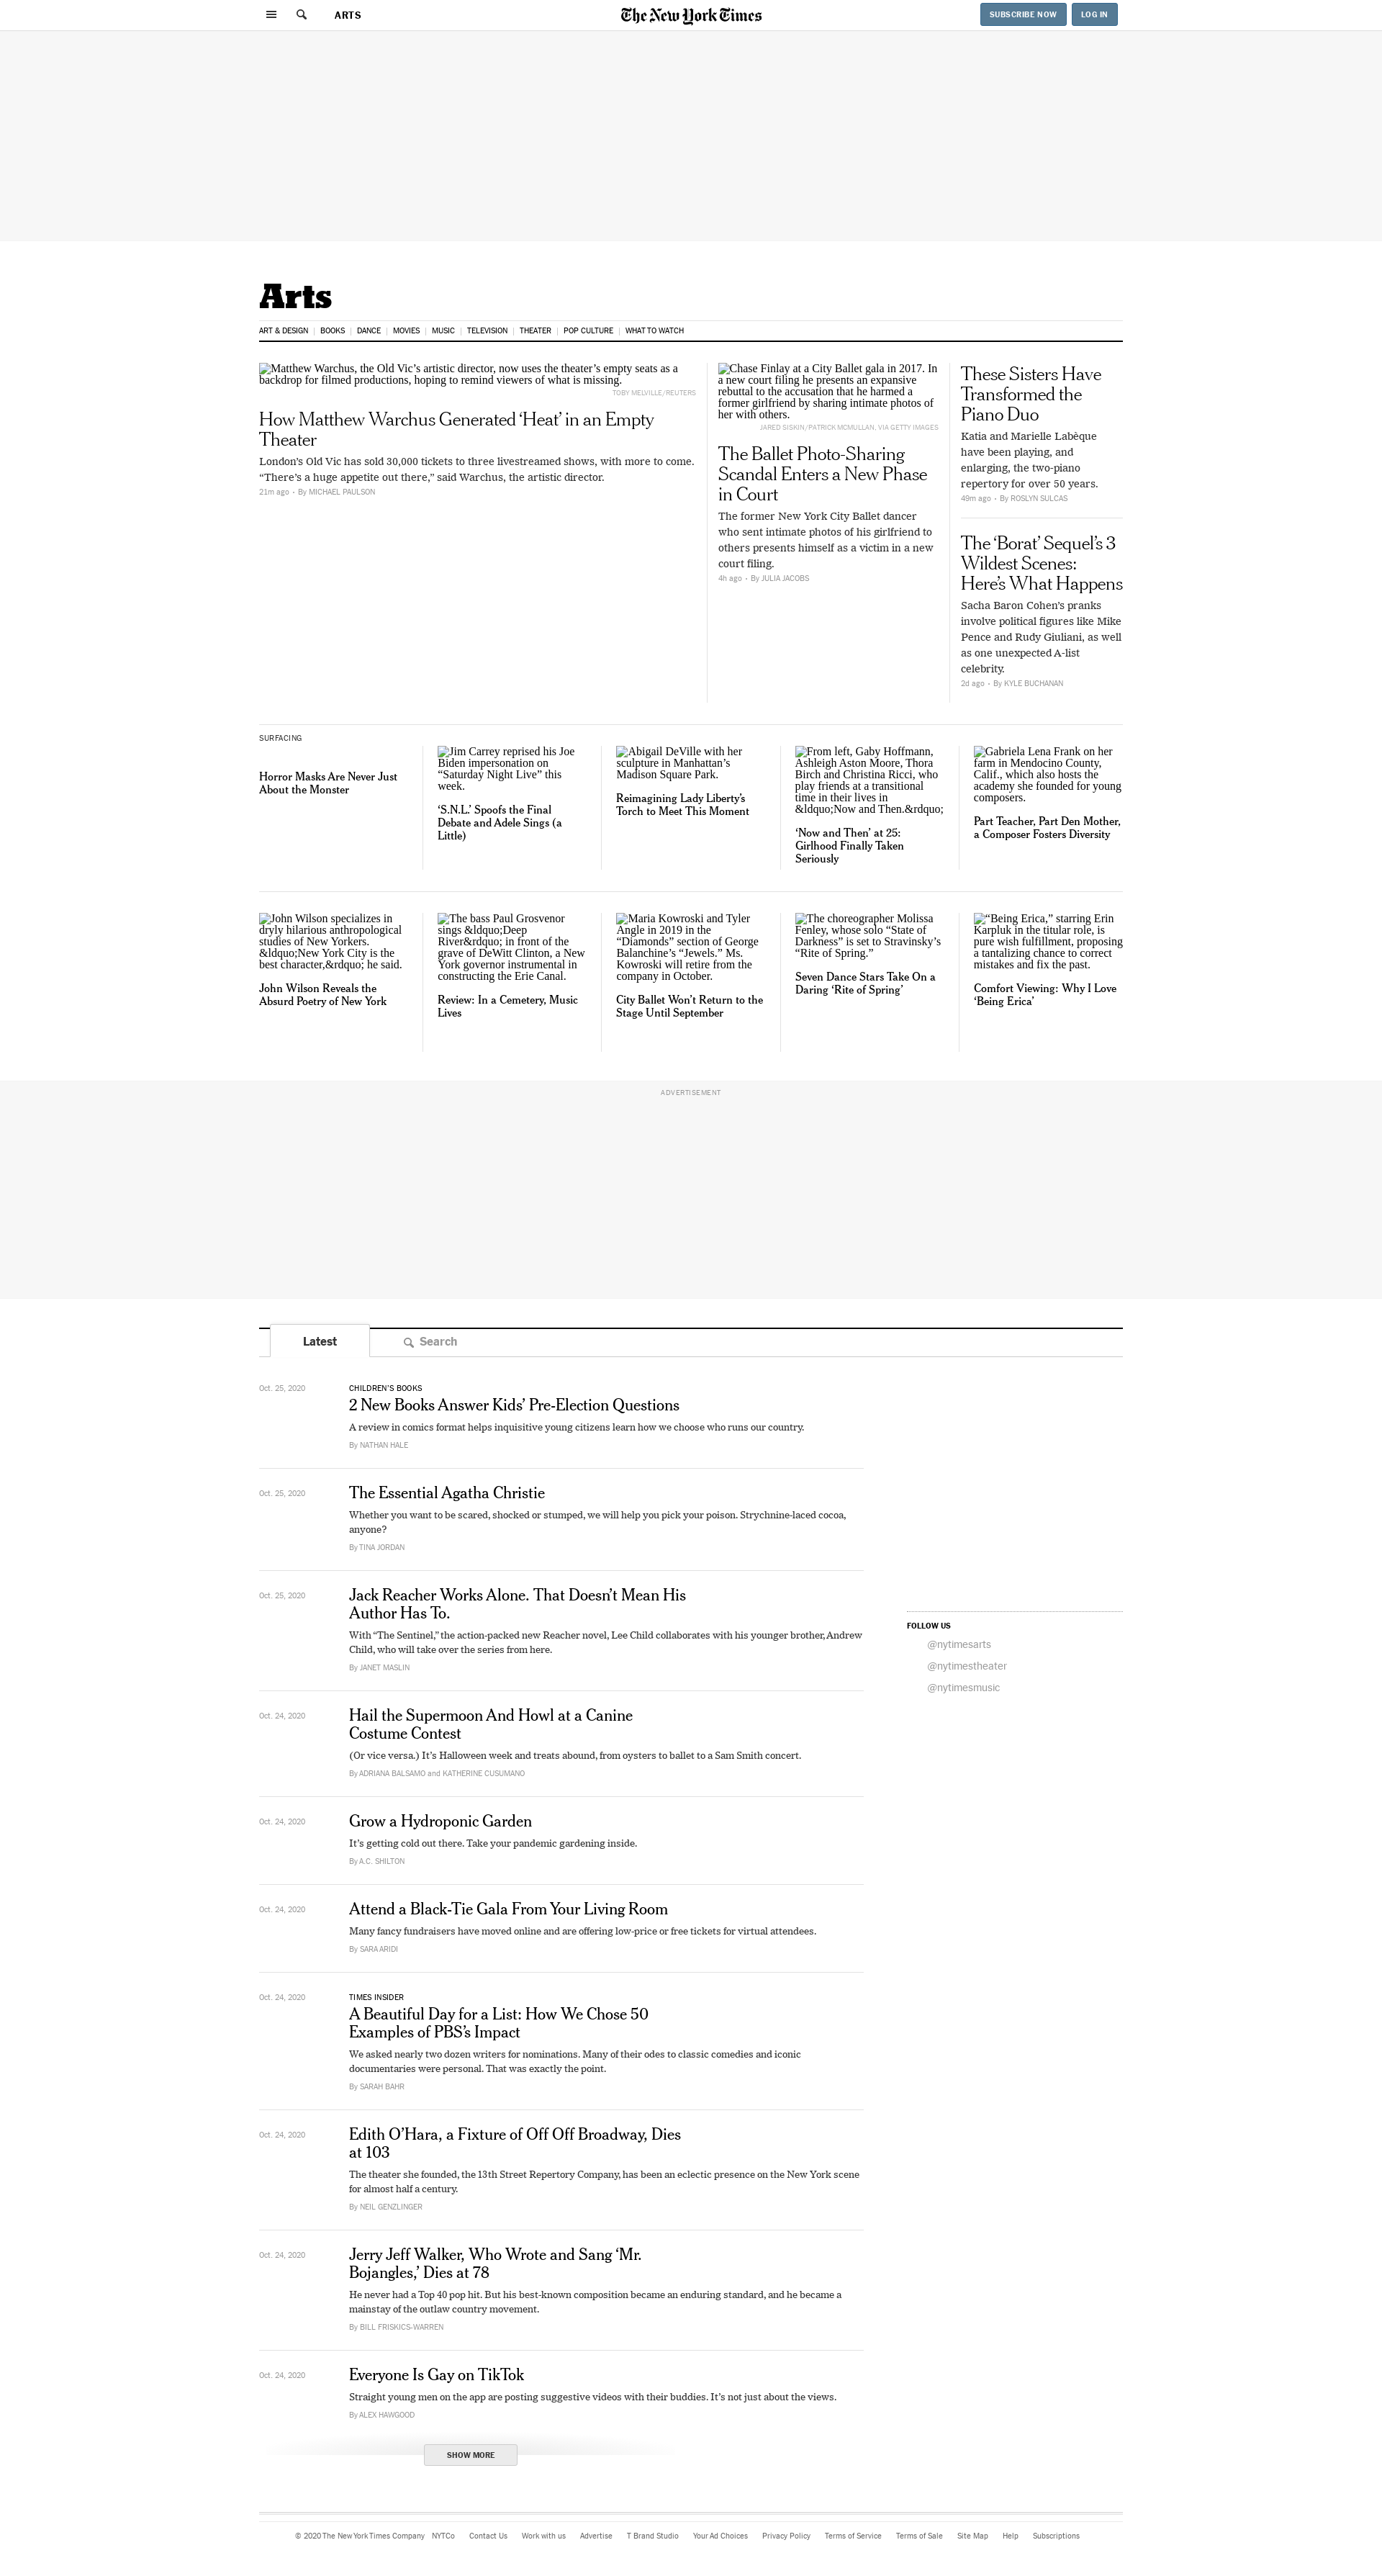 ARTS
The New York Times
SUBSCRIBE NOW
LOG IN
Arts
ART & DESIGN
BOOKS
DANCE
MOVIES
MUSIC
TELEVISION
THEATER
POP CULTURE
WHAT TO WATCH
Matthew Warchus, the Old Vic’s artistic director, now uses the theater’s empty seats as a
backdrop for filmed productions, hoping to remind viewers of what is missing.
TOBY MELVILLE/REUTERS
How Matthew Warchus Generated ‘Heat’ in an Empty
Theater
London’s Old Vic has sold 30,000 tickets to three livestreamed shows, with more to come.
“There’s a huge appetite out there,” said Warchus, the artistic director.
21m ago • By MICHAEL PAULSON
Chase Finlay at a City Ballet gala in 2017. In
a new court filing he presents an expansive
rebuttal to the accusation that he harmed a
former girlfriend by sharing intimate photos of
her with others.
JARED SISKIN/PATRICK MCMULLAN, VIA GETTY IMAGES
The Ballet Photo-Sharing
Scandal Enters a New Phase
in Court
The former New York City Ballet dancer
who sent intimate photos of his girlfriend to
others presents himself as a victim in a new
court filing.
4h ago • By JULIA JACOBS
These Sisters Have
Transformed the
Piano Duo
Katia and Marielle Labèque
have been playing, and
enlarging, the two-piano
repertory for over 50 years.
49m ago • By ROSLYN SULCAS
The ‘Borat’ Sequel’s 3
Wildest Scenes:
Here’s What Happens
Sacha Baron Cohen’s pranks
involve political figures like Mike
Pence and Rudy Giuliani, as well
as one unexpected A-list
celebrity.
2d ago • By KYLE BUCHANAN
SURFACING
Horror Masks Are Never Just
About the Monster
Jim Carrey reprised his Joe
Biden impersonation on
“Saturday Night Live” this
week.
‘S.N.L.’ Spoofs the Final
Debate and Adele Sings (a
Little)
Abigail DeVille with her
sculpture in Manhattan’s
Madison Square Park.
Reimagining Lady Liberty’s
Torch to Meet This Moment
From left, Gaby Hoffmann,
Ashleigh Aston Moore, Thora
Birch and Christina Ricci, who
play friends at a transitional
time in their lives in
&ldquo;Now and Then.&rdquo;
‘Now and Then’ at 25:
Girlhood Finally Taken
Seriously
Gabriela Lena Frank on her
farm in Mendocino County,
Calif., which also hosts the
academy she founded for young
composers.
Part Teacher, Part Den Mother,
a Composer Fosters Diversity
John Wilson specializes in
dryly hilarious anthropological
studies of New Yorkers.
&ldquo;New York City is the
best character,&rdquo; he said.
John Wilson Reveals the
Absurd Poetry of New York
The bass Paul Grosvenor
sings &ldquo;Deep
River&rdquo; in front of the
grave of DeWitt Clinton, a New
York governor instrumental in
constructing the Erie Canal.
Review: In a Cemetery, Music
Lives
Maria Kowroski and Tyler
Angle in 2019 in the
“Diamonds” section of George
Balanchine’s “Jewels.” Ms.
Kowroski will retire from the
company in October.
City Ballet Won’t Return to the
Stage Until September
The choreographer Molissa
Fenley, whose solo “State of
Darkness” is set to Stravinsky’s
“Rite of Spring.”
Seven Dance Stars Take On a
Daring ‘Rite of Spring’
“Being Erica,” starring Erin
Karpluk in the titular role, is
pure wish fulfillment, proposing
a tantalizing chance to correct
mistakes and fix the past.
Comfort Viewing: Why I Love
‘Being Erica’
ADVERTISEMENT
Latest
Search
Oct. 25, 2020
CHILDREN’S BOOKS
2 New Books Answer Kids’ Pre-Election Questions
A review in comics format helps inquisitive young citizens learn how we choose who runs our country.
By NATHAN HALE
Oct. 25, 2020
The Essential Agatha Christie
Whether you want to be scared, shocked or stumped, we will help you pick your poison. Strychnine-laced cocoa,
anyone?
By TINA JORDAN
Oct. 25, 2020
Jack Reacher Works Alone. That Doesn’t Mean His
Author Has To.
With “The Sentinel,” the action-packed new Reacher novel, Lee Child collaborates with his younger brother, Andrew
Child, who will take over the series from here.
By JANET MASLIN
Oct. 24, 2020
Hail the Supermoon And Howl at a Canine
Costume Contest
(Or vice versa.) It’s Halloween week and treats abound, from oysters to ballet to a Sam Smith concert.
By ADRIANA BALSAMO and KATHERINE CUSUMANO
Oct. 24, 2020
Grow a Hydroponic Garden
It’s getting cold out there. Take your pandemic gardening inside.
By A.C. SHILTON
Oct. 24, 2020
Attend a Black-Tie Gala From Your Living Room
Many fancy fundraisers have moved online and are offering low-price or free tickets for virtual attendees.
By SARA ARIDI
Oct. 24, 2020
TIMES INSIDER
A Beautiful Day for a List: How We Chose 50
Examples of PBS’s Impact
We asked nearly two dozen writers for nominations. Many of their odes to classic comedies and iconic
documentaries were personal. That was exactly the point.
By SARAH BAHR
Oct. 24, 2020
Edith O’Hara, a Fixture of Off Off Broadway, Dies
at 103
The theater she founded, the 13th Street Repertory Company, has been an eclectic presence on the New York scene
for almost half a century.
By NEIL GENZLINGER
Oct. 24, 2020
Jerry Jeff Walker, Who Wrote and Sang ‘Mr.
Bojangles,’ Dies at 78
He never had a Top 40 pop hit. But his best-known composition became an enduring standard, and he became a
mainstay of the outlaw country movement.
By BILL FRISKICS-WARREN
Oct. 24, 2020
Everyone Is Gay on TikTok
Straight young men on the app are posting suggestive videos with their buddies. It’s not just about the views.
By ALEX HAWGOOD
SHOW MORE
FOLLOW US
@nytimesarts
@nytimestheater
@nytimesmusic
© 2020 The New York Times Company
NYTCo
Contact Us
Work with us
Advertise
T Brand Studio
Your Ad Choices
Privacy Policy
Terms of Service
Terms of Sale
Site Map
Help
Subscriptions